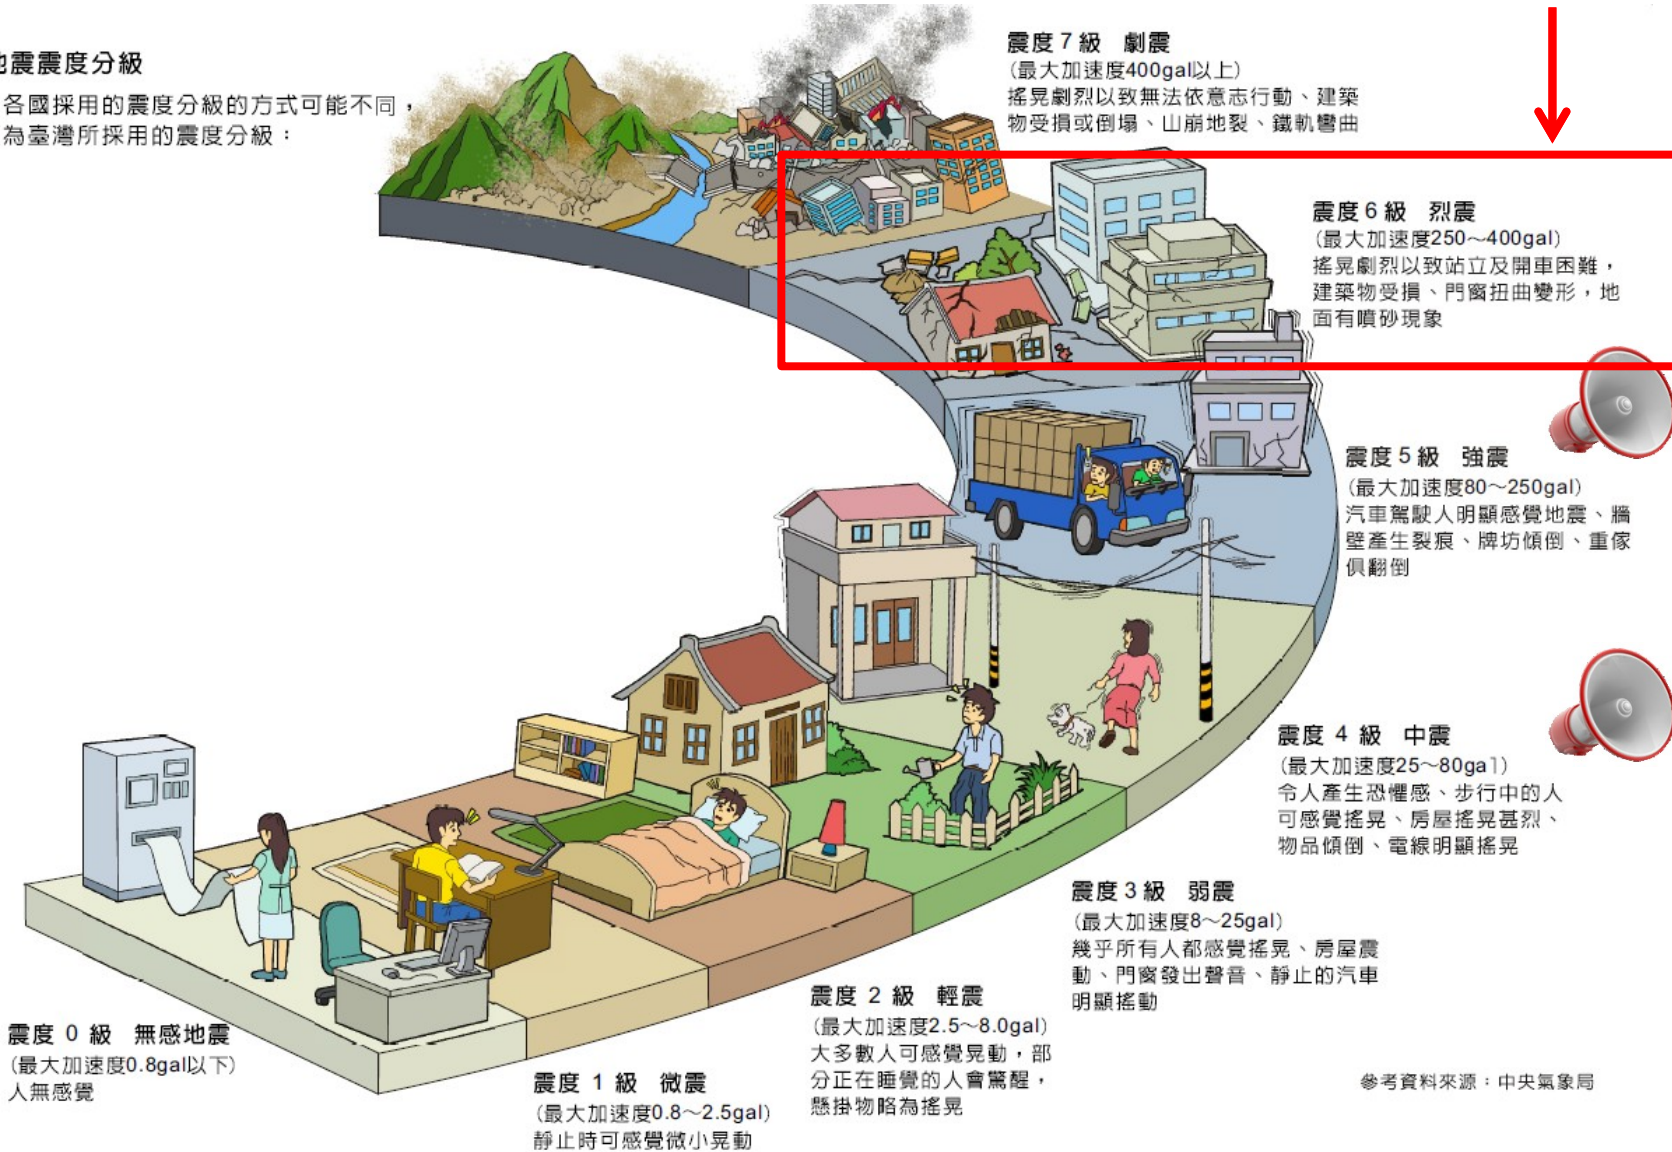 地震震度分級
各國採用的震度分級的方式可能不同，
為臺灣所採用的震度分級：
震度 7 級　劇震
(最大加速度400gal以上)
搖晃劇烈以致無法依意志行動、建築
物受損或倒塌、山崩地裂、鐵軌彎曲
震度 6 級　烈震
(最大加速度250～400gal)
搖晃劇烈以致站立及開車困難，
建築物受損、門窗扭曲變形，地
面有噴砂現象
震度 5 級　強震
(最大加速度80～250gal)
汽車駕駛人明顯感覺地震、牆
壁產生裂痕、牌坊傾倒、重傢
俱翻倒
震度 4 級　中震
(最大加速度25～80gal)
令人產生恐懼感、步行中的人
可感覺搖晃、房屋搖晃甚烈、
物品傾倒、電線明顯搖晃
震度 3 級　弱震
(最大加速度8～25gal)
幾乎所有人都感覺搖晃、房屋震
動、門窗發出聲音、靜止的汽車
明顯搖動
震度 2 級　輕震
(最大加速度2.5～8.0gal)
大多數人可感覺晃動，部
分正在睡覺的人會驚醒，
懸掛物略為搖晃
震度 1 級　微震
(最大加速度0.8～2.5gal)
靜止時可感覺微小晃動
震度 0 級　無感地震
(最大加速度0.8gal以下)
人無感覺
參考資料來源：中央氣象局